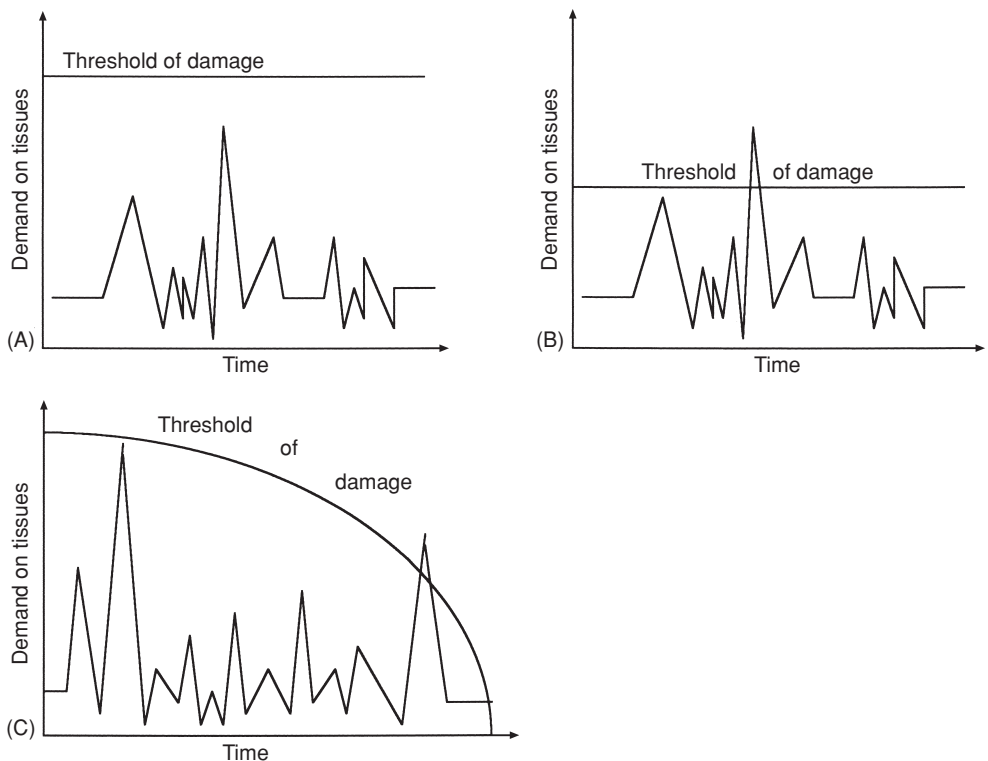 Threshold of damage
Demand on tissues
(A)
Time
Threshold of damage
Demand on tissues
(B)
Time
Threshold
of
damage
Demand on tissues
(C)
Time